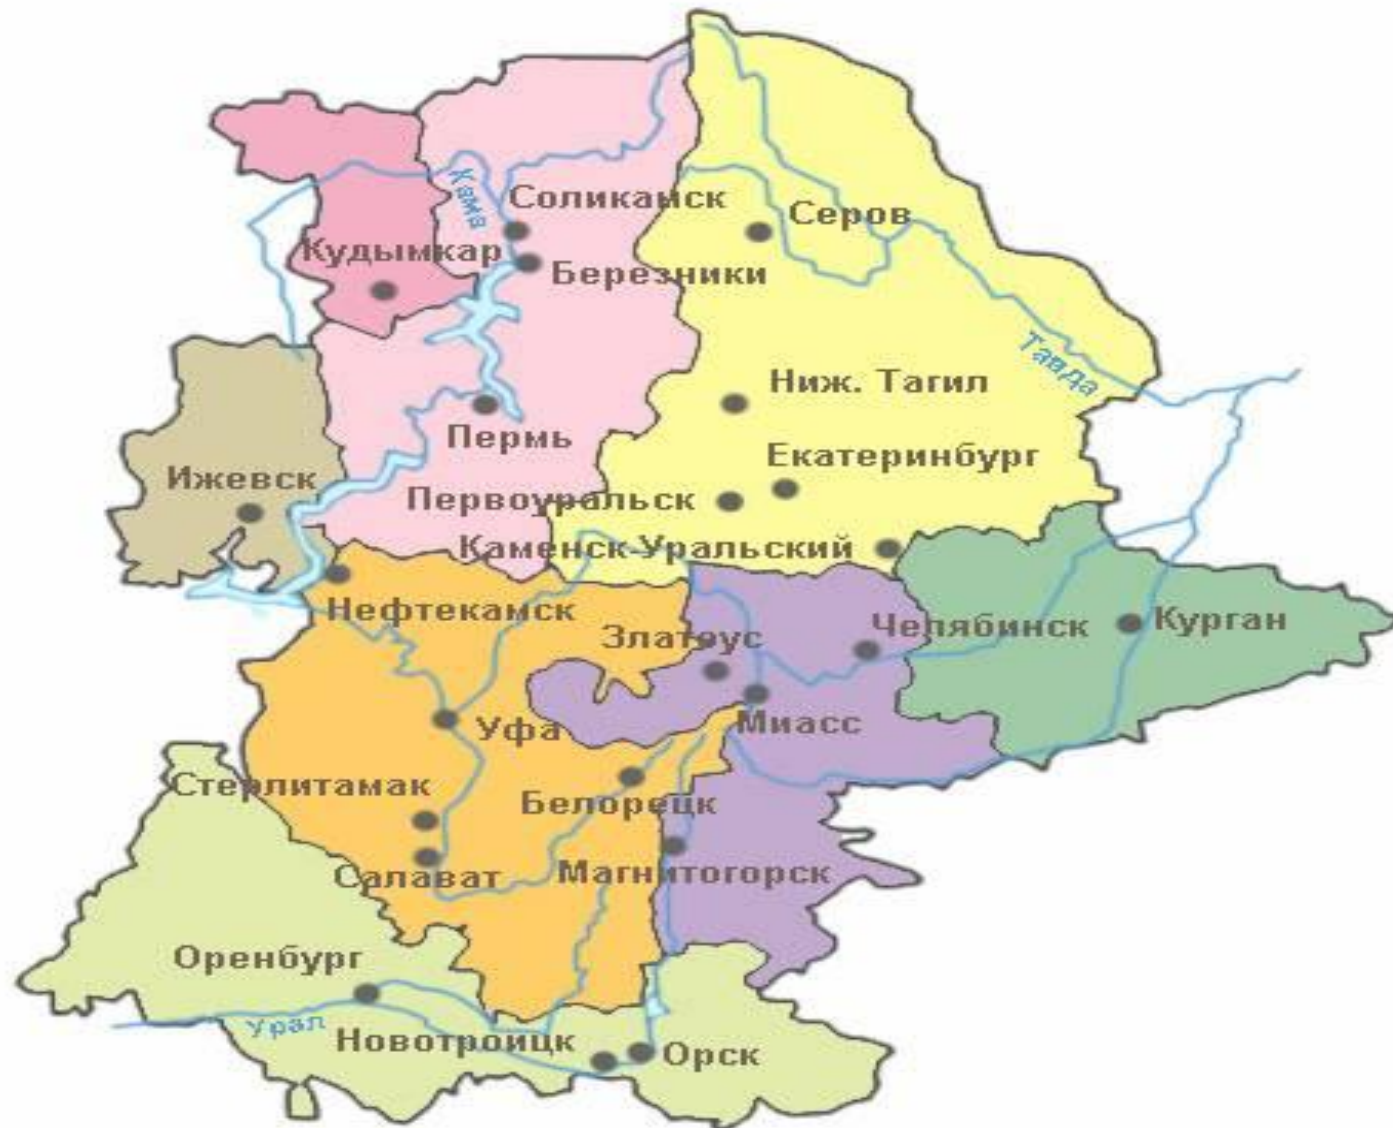 Кама
Соликамск
Серов
Кудымкар
Березники
Тавда
Ниж. Тагил
Пермь
Екатеринбург
Ижевск
Первоуральск
Каменск-Уральский
Нефтекамск
Златоус
Челябинск
Курган
Уфа
Миасс
Стерлитамак
Белорецк
Салават
Магнитогорск
Оренбург
Урал
Новотроицк
Орск